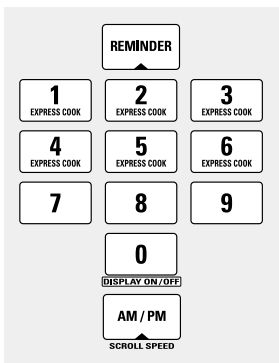 REMINDER
1 2 3
EXPRESS COOK EXPRESS COOK EXPRESS COOK
4 5 6
EXPRESS COOK EXPRESS COOK EXPRESS COOK
7 8 9
0
DISPLAY ON/OFF
AM / PM
SCROLL SPEED